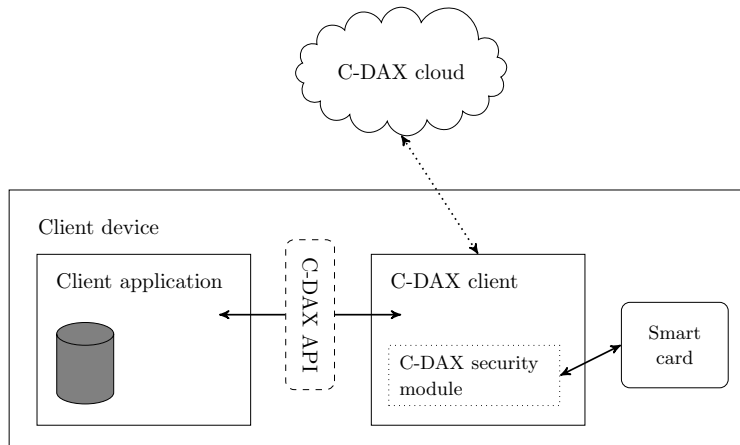 C-DAX cloud
Client device
Client application
C-DAX API
C-DAX client
C-DAX security
module
Smart
card